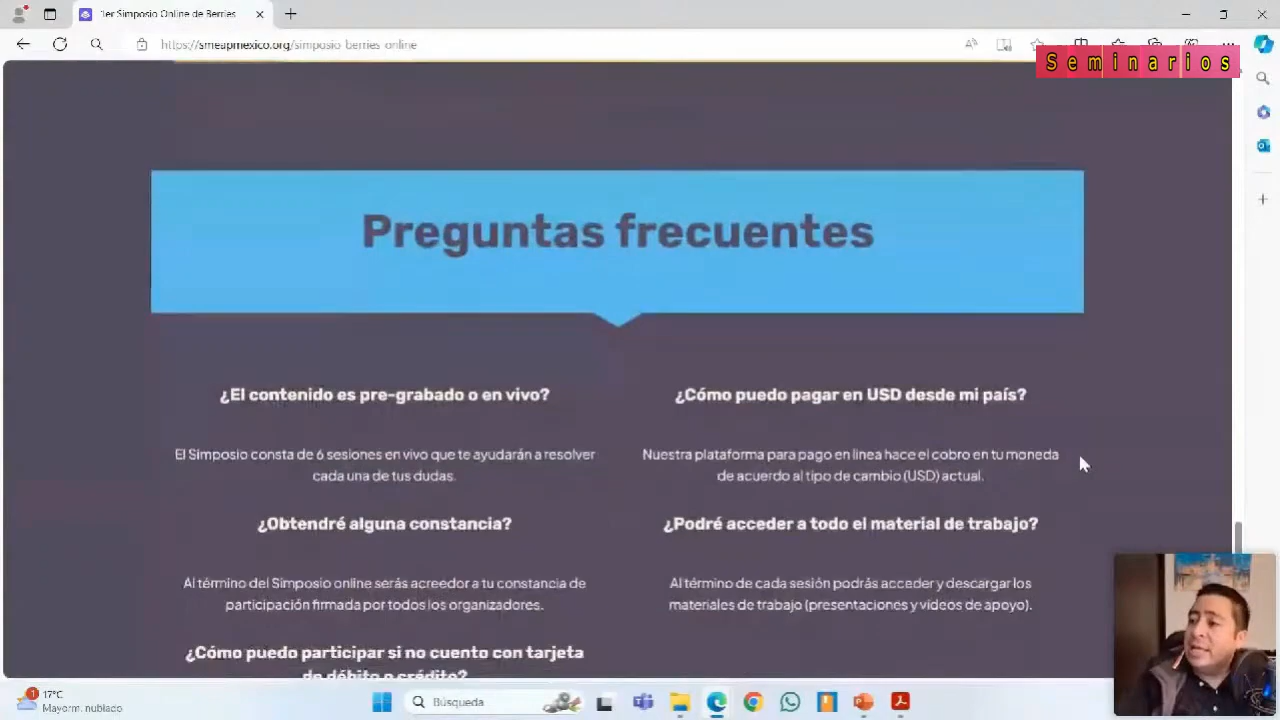 1er Simposio Online de Berries
https://smeapmexico.org/simposio-berries-online
Seminarios
Preguntas frecuentes
¿El contenido es pre-grabado o en vivo?
El Simposio consta de 6 sesiones en vivo que te ayudarán a resolver
cada una de tus dudas.
¿Cómo puedo pagar en USD desde mi país?
Nuestra plataforma para pago en linea hace el cobro en tu moneda
de acuerdo al tipo de cambio (USD) actual.
¿Obtendré alguna constancia?
Al término del Simposio online serás acreedor a tu constancia de
participación firmada por todos los organizadores.
¿Podré acceder a todo el material de trabajo?
Al término de cada sesión podrás acceder y descargar los
materiales de trabajo (presentaciones y videos de apoyo).
¿Cómo puedo participar si no cuento con tarjeta
de débito o crédito?
1
17°C
Mayorm. nublado
Búsqueda